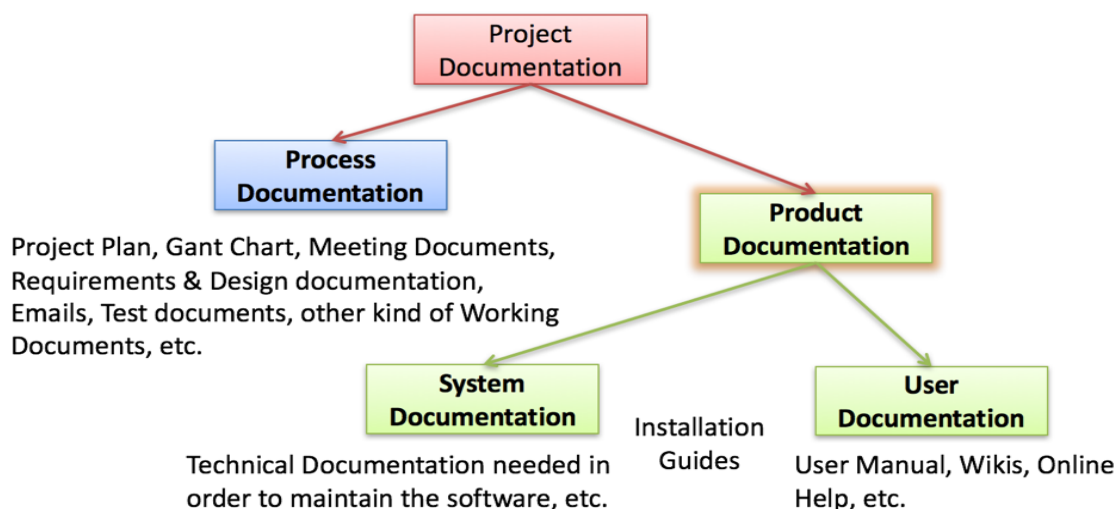 Project
Documentation
Process
Documentation
Product
Documentation
Project Plan, Gant Chart, Meeting Documents,
Requirements & Design documentation,
Emails, Test documents, other kind of Working
Documents, etc.
System
Documentation
User
Documentation
Installation
Guides
Technical Documentation needed in
order to maintain the software, etc.
User Manual, Wikis, Online
Help, etc.